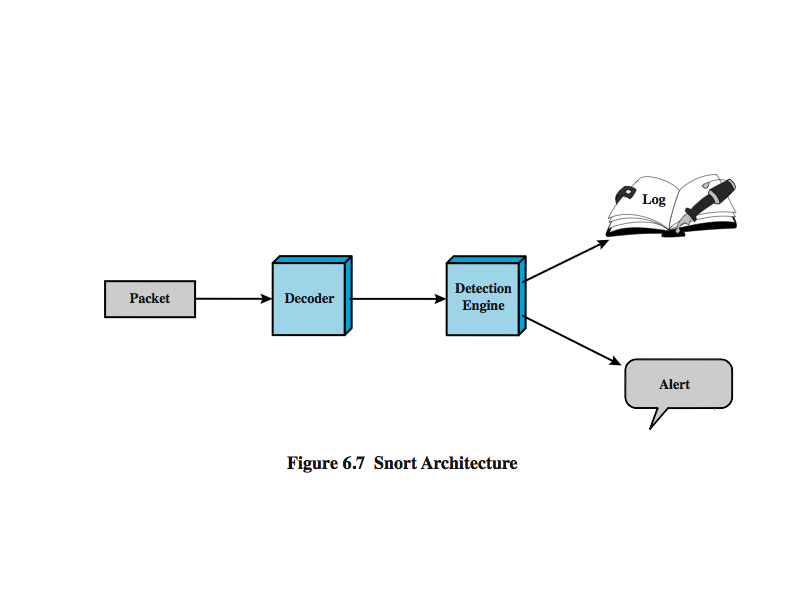 Log
Packet
Decoder
Detection
Engine
Alert
Figure 6.7 Snort Architecture